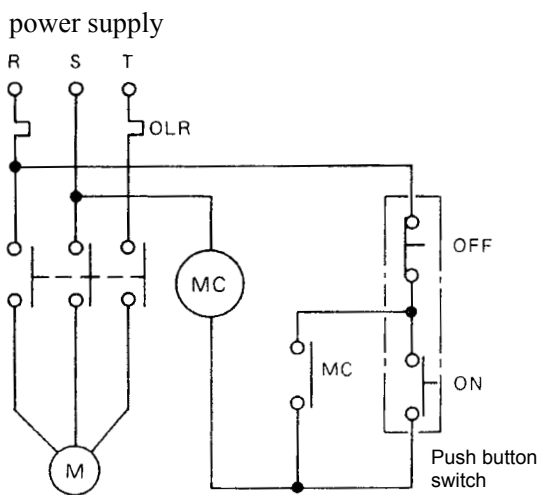 power supply
R S T
OLR
OFF
MC
MC
ON
M
Push button
switch